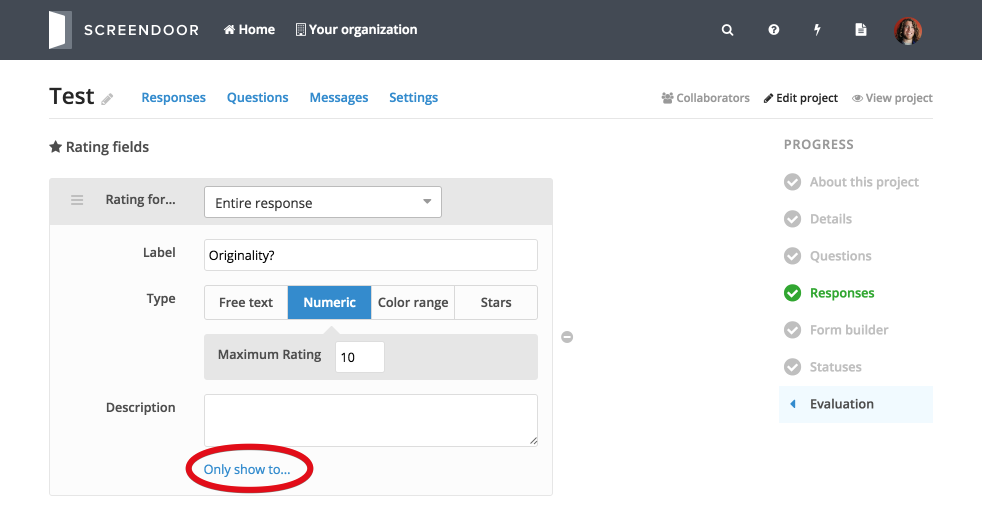 SCREENDOOR Home Your organization
Test Responses Questions Messages Settings Collaborators Edit project View project
Rating fields
Rating for... Entire response
Label Originality?
Type Free text Numeric Color range Stars
Maximum Rating 10
Description
Only show to...
PROGRESS
About this project
Details
Questions
Responses
Form builder
Statuses
Evaluation